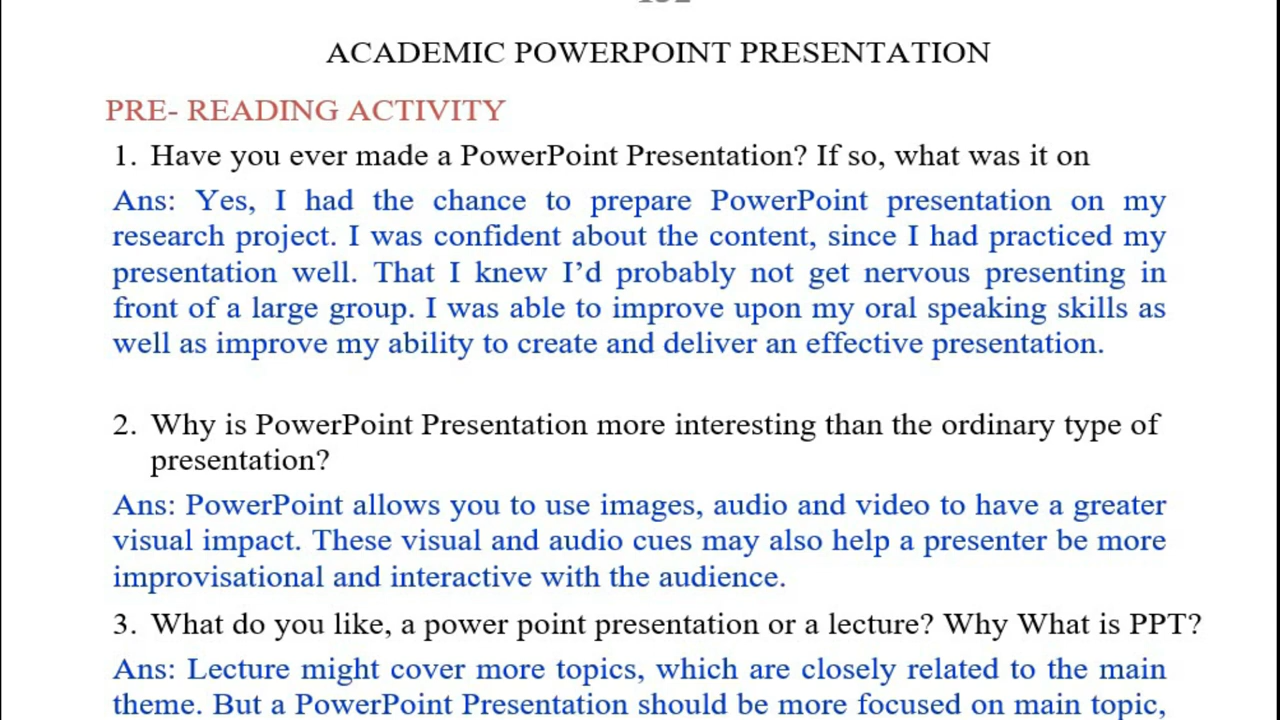 ACADEMIC POWERPOINT PRESENTATION
PRE- READING ACTIVITY
1. Have you ever made a PowerPoint Presentation? If so, what was it on
Ans: Yes, I had the chance to prepare PowerPoint presentation on my
research project. I was confident about the content, since I had practiced my
presentation well. That I knew I’d probably not get nervous presenting in
front of a large group. I was able to improve upon my oral speaking skills as
well as improve my ability to create and deliver an effective presentation.
2. Why is PowerPoint Presentation more interesting than the ordinary type of
presentation?
Ans: PowerPoint allows you to use images, audio and video to have a greater
visual impact. These visual and audio cues may also help a presenter be more
improvisational and interactive with the audience.
3. What do you like, a power point presentation or a lecture? Why What is PPT?
Ans: Lecture might cover more topics, which are closely related to the main
theme. But a PowerPoint Presentation should be more focused on main topic,